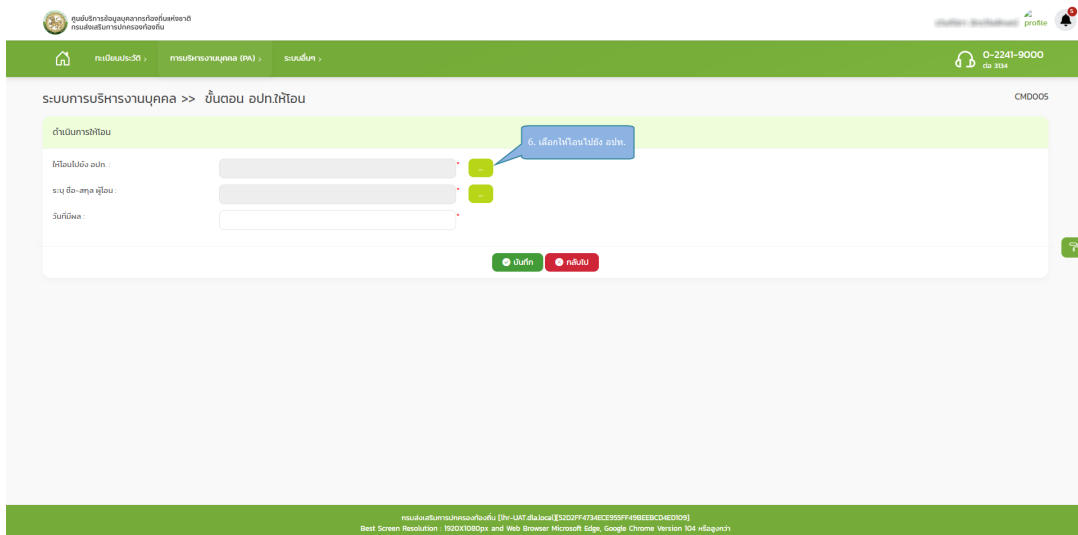 ศูนย์บริการข้อมูลบุคลากรท้องถิ่นแห่งชาติ
กรมส่งเสริมการปกครองท้องถิ่น
profile
5
ทะเบียนประวัติ >
การบริหารงานบุคคล (PA) >
ระบบอื่นๆ >
0-2241-9000
ต่อ 3134
ระบบการบริหารงานบุคคล >> ขั้นตอน อปท.ให้โอน
CMD005
ดำเนินการให้โอน
6. เลือกให้โอนไปยัง อปท.
ให้โอนไปยัง อปท. :
*
...
ระบุ ชื่อ-สกุล ผู้โอน :
*
...
วันที่มีผล :
*
บันทึก
กลับไป
กรมส่งเสริมการปกครองท้องถิ่น [lhr-UAT.dla.local][52D2FF4734ECE955FF49BEEBCD4ED109]
Best Screen Resolution : 1920X1080px and Web Browser Microsoft Edge, Google Chrome Version 104 หรือสูงกว่า